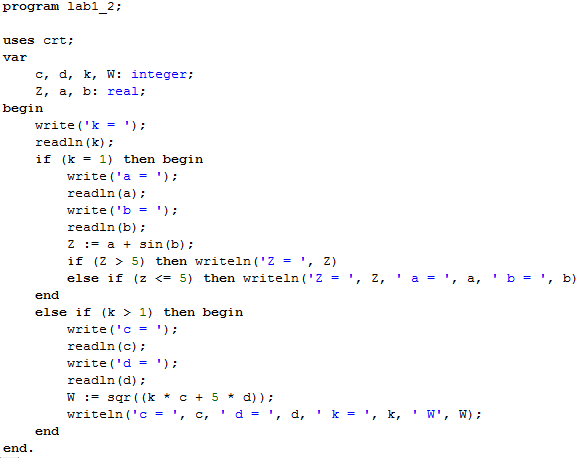 program lab1_2;
uses crt;
var
c, d, k, W: integer;
Z, a, b: real;
begin
write('k = ');
readln(k);
if (k = 1) then begin
write('a = ');
readln(a);
write('b = ');
readln(b);
Z := a + sin(b);
if (Z > 5) then writeln('Z = ', Z)
else if (z <= 5) then writeln('Z = ', Z, ' a = ', a, ' b = ', b)
end
else if (k > 1) then begin
write('c = ');
readln(c);
write('d = ');
readln(d);
W := sqr((k * c + 5 * d));
writeln('c = ', c, ' d = ', d, ' k = ', k, ' W', W);
end
end.